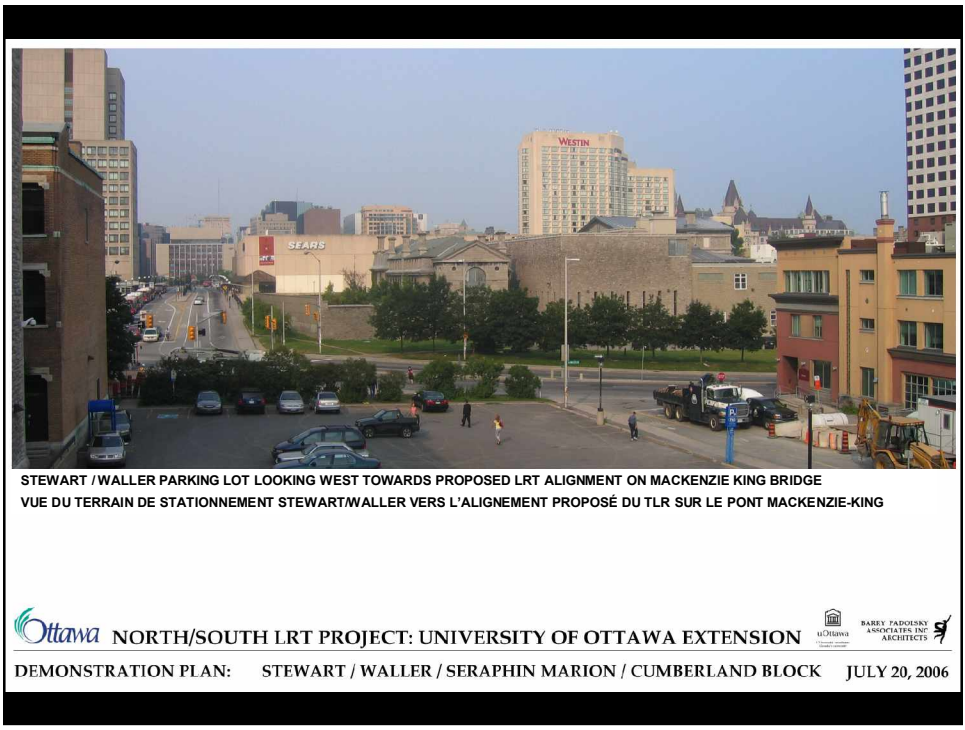 WESTIN
SEARS
P
STEWART / WALLER PARKING LOT LOOKING WEST TOWARDS PROPOSED LRT ALIGNMENT ON MACKENZIE KING BRIDGE
VUE DU TERRAIN DE STATIONNEMENT STEWART/WALLER VERS L'ALIGNEMENT PROPOSÉ DU TLR SUR LE PONT MACKENZIE-KING
Ottawa NORTH/SOUTH LRT PROJECT: UNIVERSITY OF OTTAWA EXTENSION
uOttawa
BARRY PADOLSKY
ASSOCIATES INC
ARCHITECTS
DEMONSTRATION PLAN: STEWART / WALLER / SERAPHIN MARION / CUMBERLAND BLOCK JULY 20, 2006